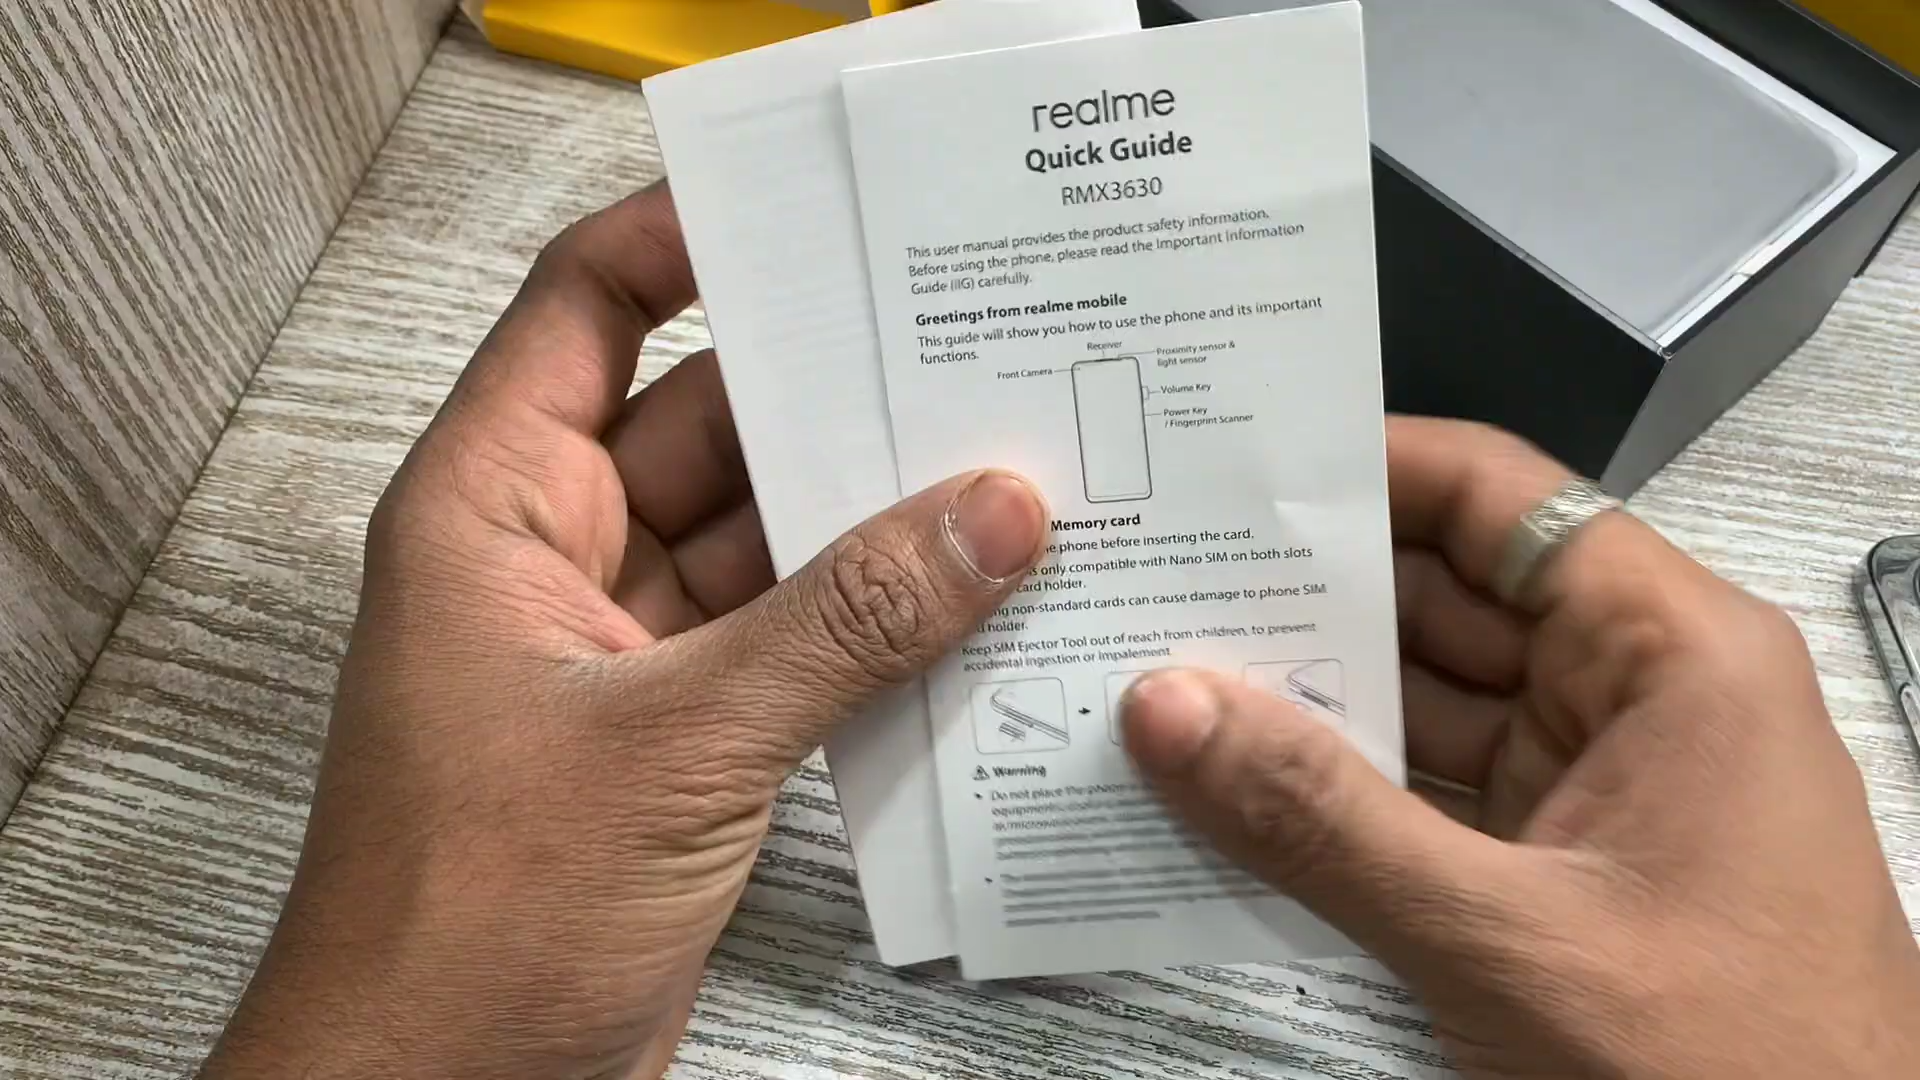 realme
Quick Guide
RMX3630
This user manual provides the product safety information.
Before using the phone, please read the Important Information
Guide (IIG) carefully.
Greetings from realme mobile
This guide will show you how to use the phone and its important
functions.
Receiver
Proximity sensor &
light sensor
Front Camera
Volume Key
Power Key
/ Fingerprint Scanner
Memory card
phone before inserting the card.
only compatible with Nano SIM on both slots
card holder.
non-standard cards can cause damage to phone SIM
holder.
Keep SIM Ejector Tool out of reach from children, to prevent
accidental ingestion or impalement
Warning
Do not place the phone